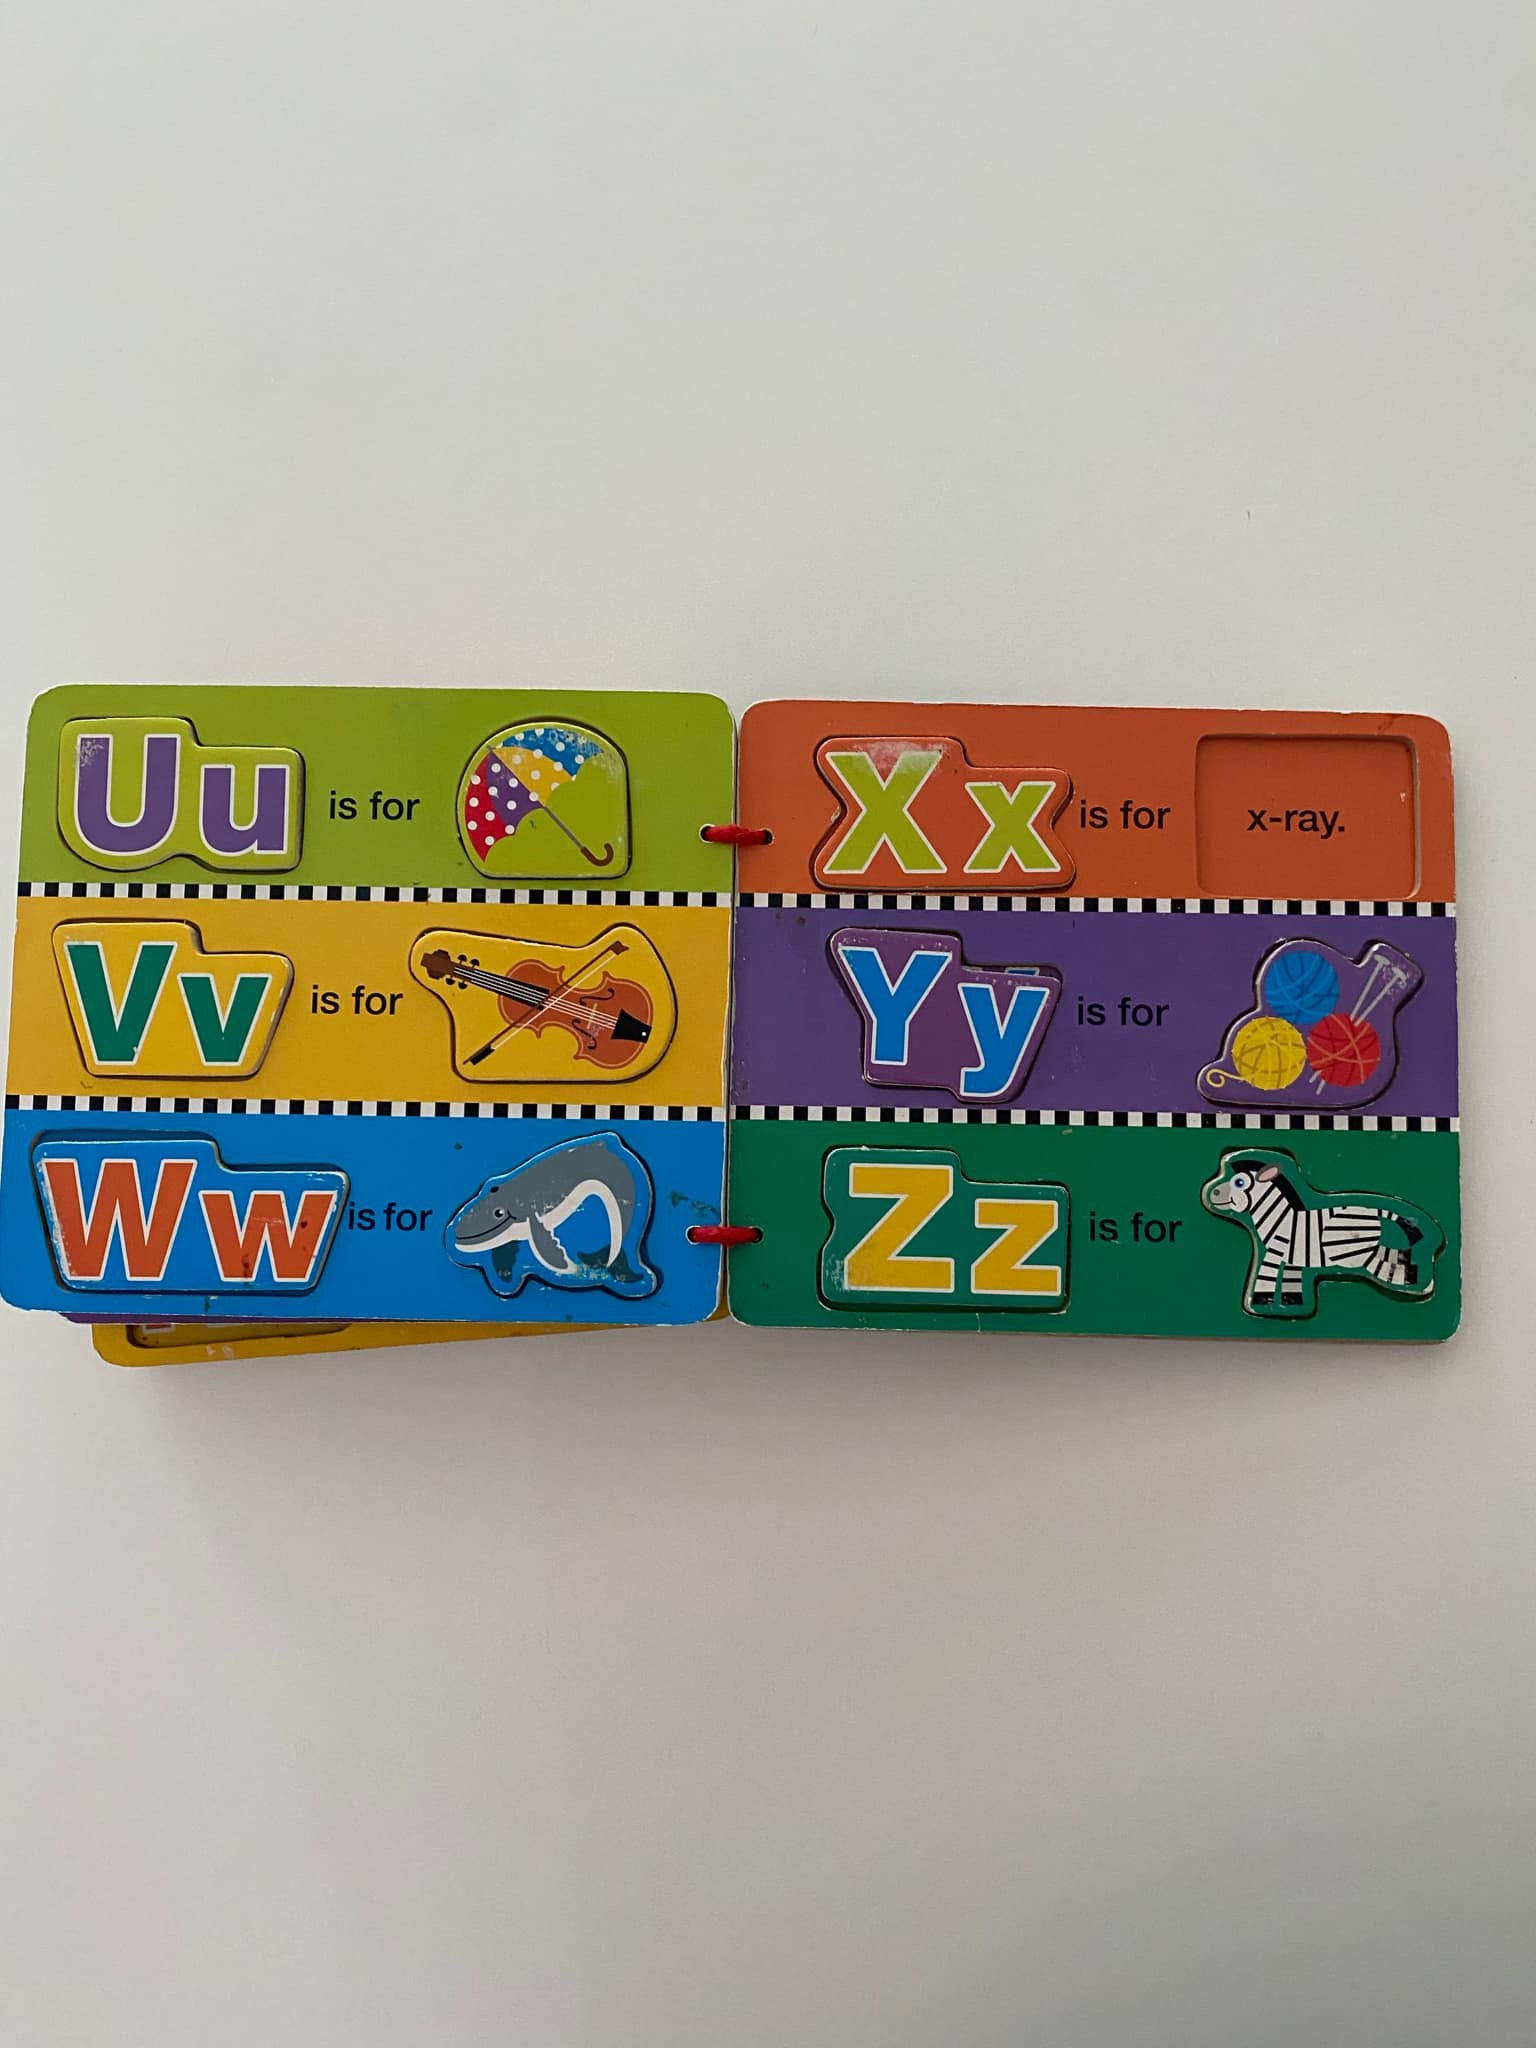 Uu is for
Vv is for
Ww is for
Xx is for x-ray.
Yy is for
Zz is for